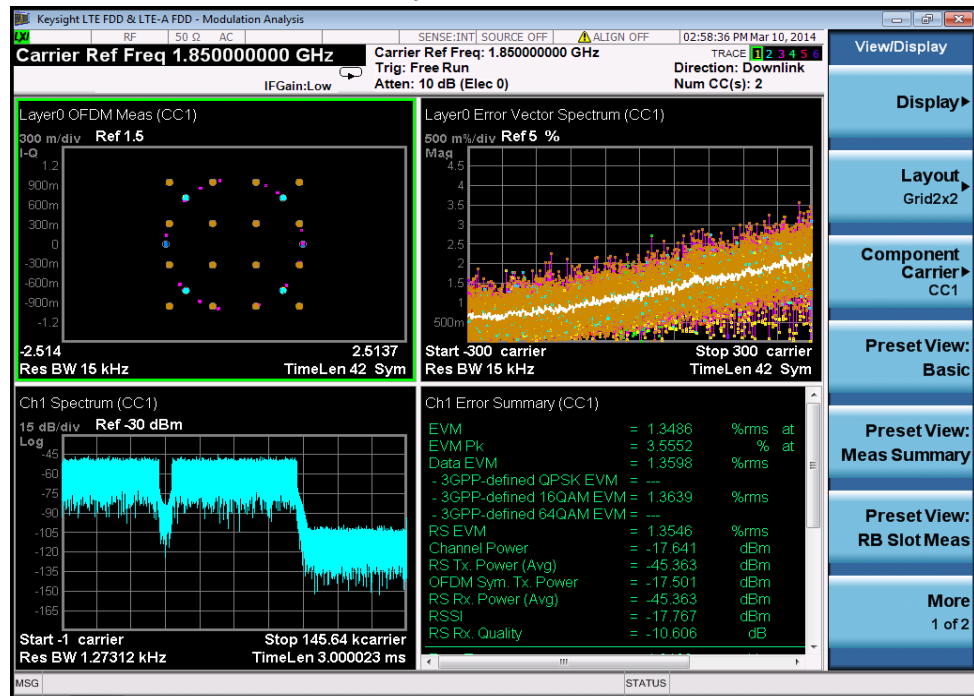 Keysight LTE FDD & LTE-A FDD - Modulation Analysis
LXI RF 50 Ω AC SENSE:INT SOURCE OFF ALIGN OFF 02:58:36 PM Mar 10, 2014
Carrier Ref Freq 1.850000000 GHz
IFGain:Low
Carrier Ref Freq: 1.850000000 GHz
Trig: Free Run
Atten: 10 dB (Elec 0)
TRACE 1 2 3 4 5 6
Direction: Downlink
Num CC(s): 2
Layer0 OFDM Meas (CC1)
300 m/div Ref 1.5
I-Q
1.2
900m
600m
300m
0
-300m
-600m
-900m
-1.2
-2.514 2.5137
Res BW 15 kHz TimeLen 42 Sym
Layer0 Error Vector Spectrum (CC1)
500 m%/div Ref 5 %
Mag
4.5
4
3.5
3
2.5
2
1.5
1
500m
Start -300 carrier Stop 300 carrier
Res BW 15 kHz TimeLen 42 Sym
Ch1 Spectrum (CC1)
15 dB/div Ref -30 dBm
Log
-45
-60
-75
-90
-105
-120
-135
-150
-165
Start -1 carrier Stop 145.64 kcarrier
Res BW 1.27312 kHz TimeLen 3.000023 ms
Ch1 Error Summary (CC1)
EVM = 1.3486 %rms at
EVM Pk = 3.5552 % at
Data EVM = 1.3598 %rms
- 3GPP-defined QPSK EVM = ---
- 3GPP-defined 16QAM EVM = 1.3639 %rms
- 3GPP-defined 64QAM EVM = ---
RS EVM = 1.3546 %rms
Channel Power = -17.641 dBm
RS Tx. Power (Avg) = -45.363 dBm
OFDM Sym. Tx. Power = -17.501 dBm
RS Rx. Power (Avg) = -45.363 dBm
RSSI = -17.767 dBm
RS Rx. Quality = -10.606 dB
View/Display
Display
Layout
Grid2x2
Component
Carrier
CC1
Preset View:
Basic
Preset View:
Meas Summary
Preset View:
RB Slot Meas
More
1 of 2
MSG STATUS